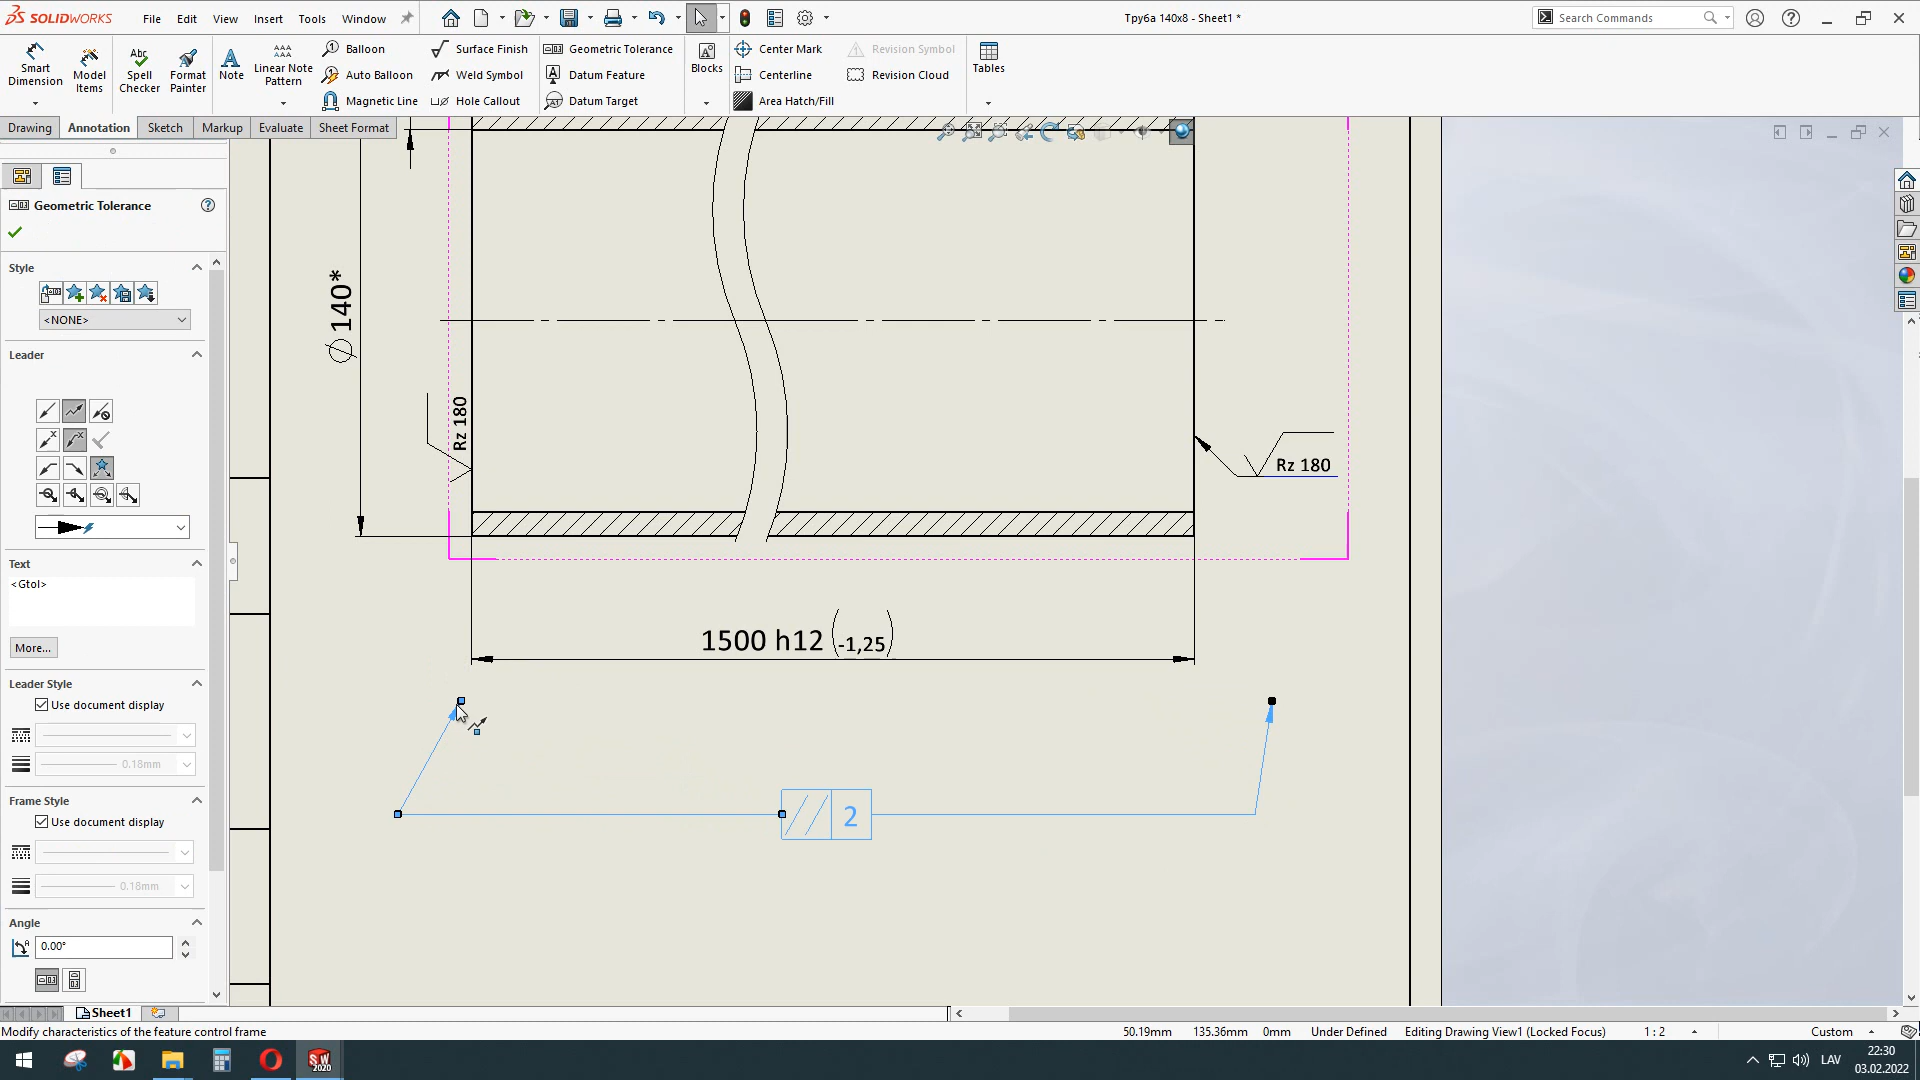 SOLIDWORKS
File
Edit
View
Insert
Tools
Window
Труба 140x8 - Sheet1 *
Search Commands
Smart Dimension
Model Items
Abc
Spell Checker
Format Painter
Note
Linear Note Pattern
Balloon
Auto Balloon
Magnetic Line
Surface Finish
Weld Symbol
Hole Callout
Geometric Tolerance
Datum Feature
Datum Target
Blocks
Center Mark
Centerline
Area Hatch/Fill
Revision Symbol
Revision Cloud
Tables
Drawing
Annotation
Sketch
Markup
Evaluate
Sheet Format
Geometric Tolerance
Style
<NONE>
Leader
Text
<Gtol>
More...
Leader Style
Use document display
0.18mm
Frame Style
Use document display
0.18mm
Angle
0.00°
Ø 140*
Rz 180
Rz 180
1500 h12 (-1,25)
// 2
Sheet1
Modify characteristics of the feature control frame
50.19mm
135.36mm
0mm
Under Defined
Editing Drawing View1 (Locked Focus)
1 : 2
Custom
SW 2020
LAV
22:30
03.02.2022